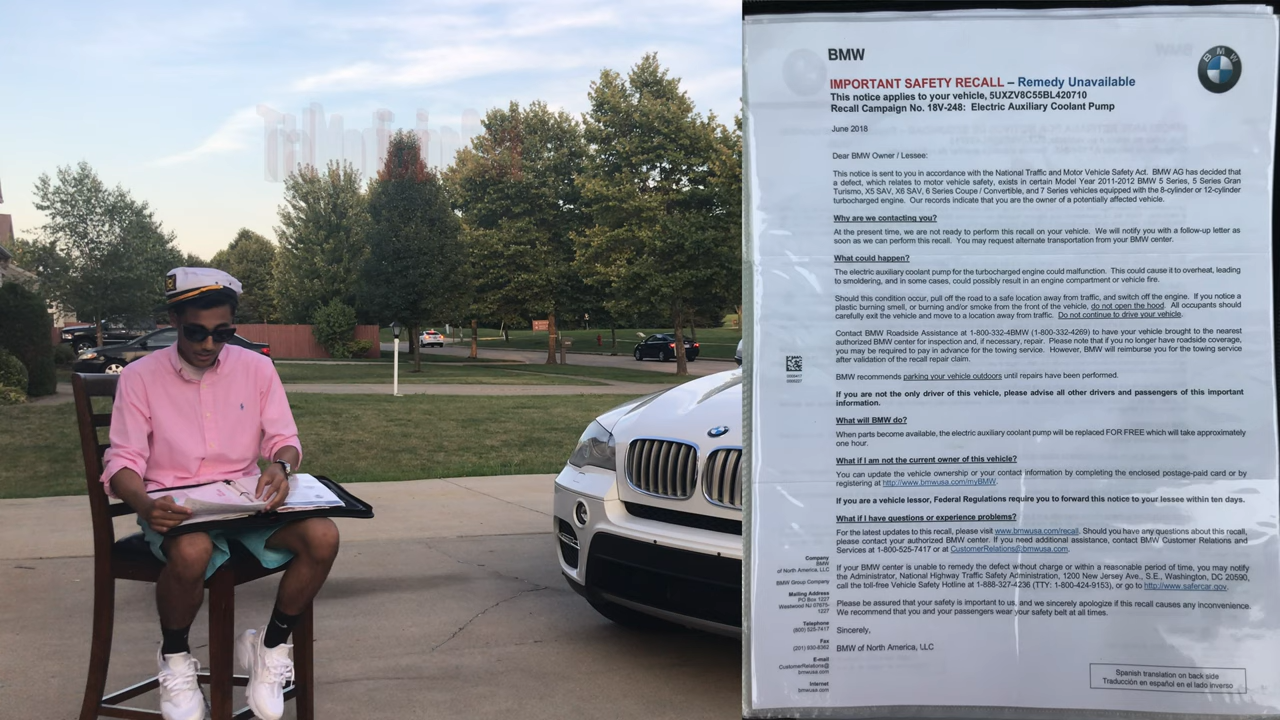 BMW
IMPORTANT SAFETY RECALL – Remedy Unavailable
This notice applies to your vehicle, 5UXZV8C55BL420710
Recall Campaign No. 18V-248: Electric Auxiliary Coolant Pump
June 2018
Dear BMW Owner / Lessee:
This notice is sent to you in accordance with the National Traffic and Motor Vehicle Safety Act. BMW AG has decided that
a defect, which relates to motor vehicle safety, exists in certain Model Year 2011-2012 BMW 5 Series, 5 Series Gran
Turismo, X5 SAV, X6 SAV, 6 Series Coupe / Convertible, and 7 Series vehicles equipped with the 8-cylinder or 12-cylinder
turbocharged engine. Our records indicate that you are the owner of a potentially affected vehicle.
Why are we contacting you?
At the present time, we are not ready to perform this recall on your vehicle. We will notify you with a follow-up letter as
soon as we can perform this recall. You may request alternate transportation from your BMW center.
What could happen?
The electric auxiliary coolant pump for the turbocharged engine could malfunction. This could cause it to overheat, leading
to smoldering, and in some cases, could possibly result in an engine compartment or vehicle fire.
Should this condition occur, pull off the road to a safe location away from traffic, and switch off the engine. If you notice a
plastic burning smell, or burning and/or smoke from the front of the vehicle, do not open the hood. All occupants should
carefully exit the vehicle and move to a location away from traffic. Do not continue to drive your vehicle.
Contact BMW Roadside Assistance at 1-800-332-4BMW (1-800-332-4269) to have your vehicle brought to the nearest
authorized BMW center for inspection and, if necessary, repair. Please note that if you no longer have roadside coverage,
you may be required to pay in advance for the towing service. However, BMW will reimburse you for the towing service
after validation of the recall repair claim.
BMW recommends parking your vehicle outdoors until repairs have been performed.
If you are not the only driver of this vehicle, please advise all other drivers and passengers of this important
information.
What will BMW do?
When parts become available, the electric auxiliary coolant pump will be replaced FOR FREE which will take approximately
one hour.
What if I am not the current owner of this vehicle?
You can update the vehicle ownership or your contact information by completing the enclosed postage-paid card or by
registering at http://www.bmwusa.com/myBMW.
If you are a vehicle lessor, Federal Regulations require you to forward this notice to your lessee within ten days.
What if I have questions or experience problems?
For the latest updates to this recall, please visit www.bmwusa.com/recall. Should you have any questions about this recall,
please contact your authorized BMW center. If you need additional assistance, contact BMW Customer Relations and
Services at 1-800-525-7417 or at CustomerRelations@bmwusa.com.
If your BMW center is unable to remedy the defect without charge or within a reasonable period of time, you may notify
the Administrator, National Highway Traffic Safety Administration, 1200 New Jersey Ave., S.E., Washington, DC 20590,
call the toll-free Vehicle Safety Hotline at 1-888-327-4236 (TTY: 1-800-424-9153), or go to http://www.safercar.gov.
Please be assured that your safety is important to us, and we sincerely apologize if this recall causes any inconvenience.
We recommend that you and your passengers wear your safety belt at all times.
Sincerely,
BMW of North America, LLC
Company
BMW
of North America, LLC
BMW Group Company
Mailing Address
PO Box 1227
Westwood NJ 07675-
1227
Telephone
(800) 525-7417
Fax
E-mail
CustomerRelations@
bmwusa.com
Internet
bmwusa.com
Spanish translation on back side
Traducción en español en el lado inverso